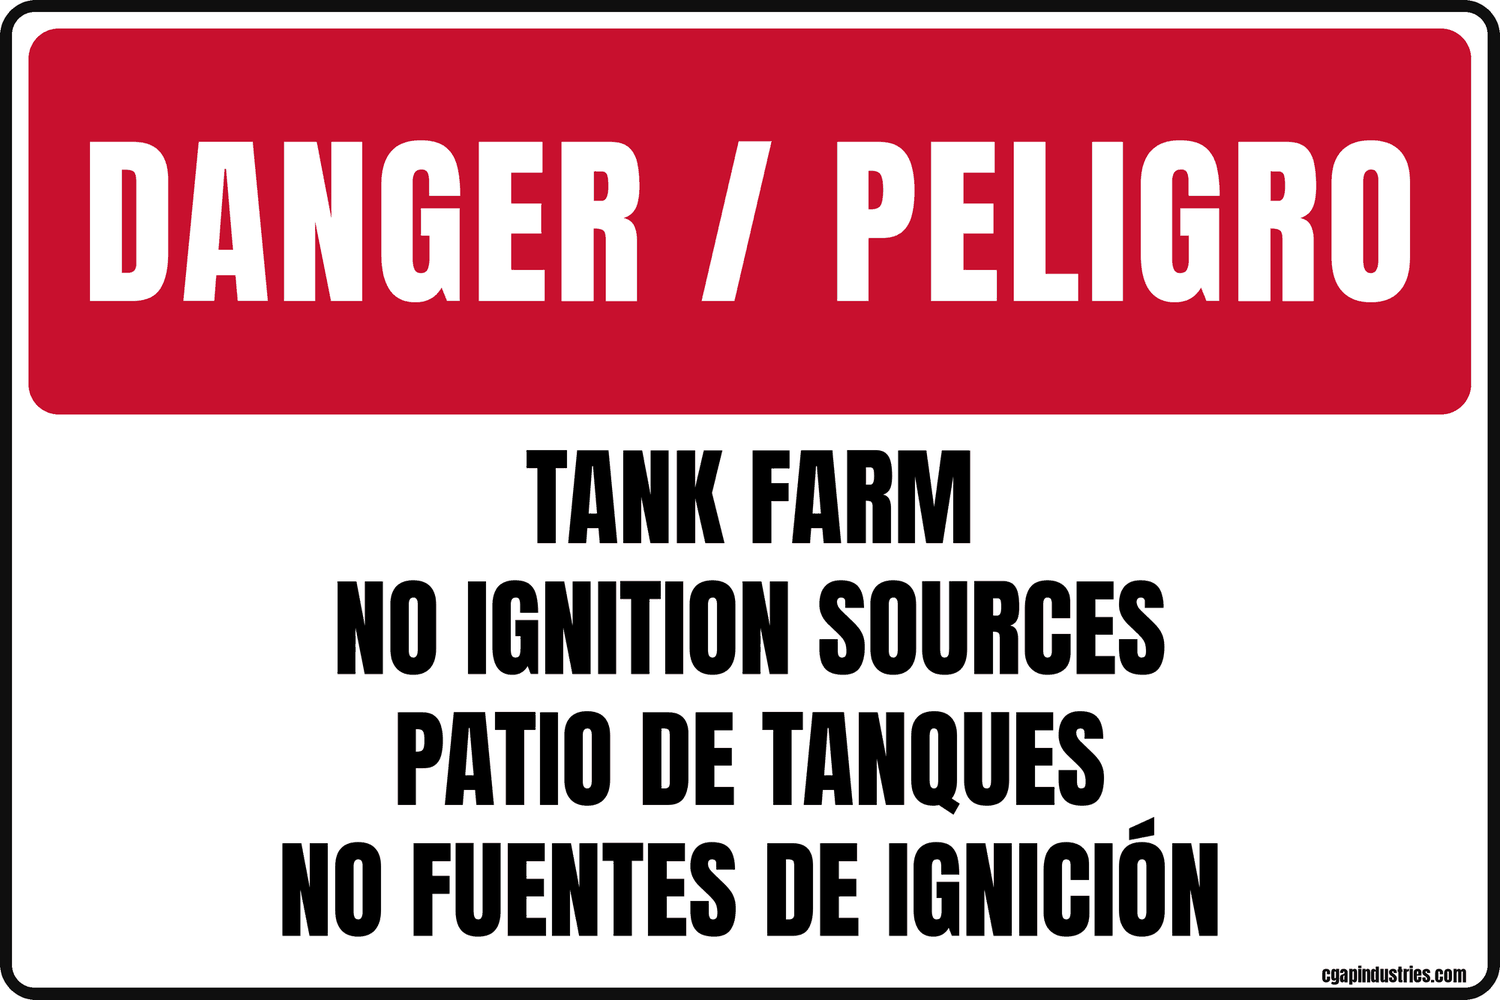 DANGER / PELIGRO
TANK FARM
NO IGNITION SOURCES
PATIO DE TANQUES
NO FUENTES DE IGNICIÓN
cgapindustries.com